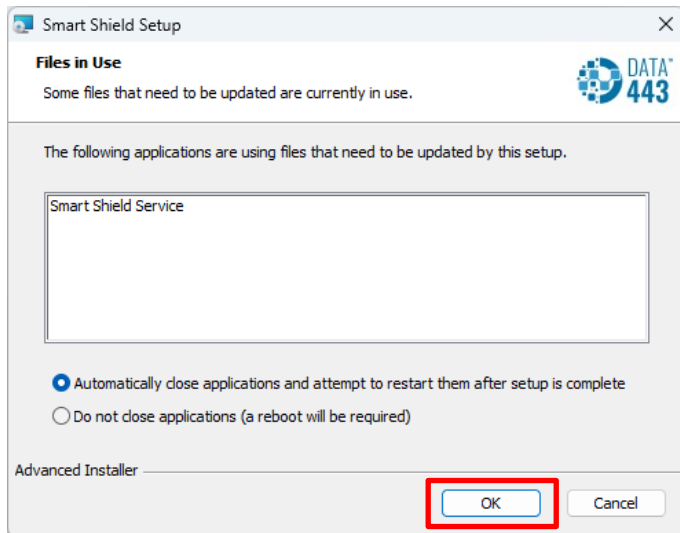 Smart Shield Setup
Files in Use
Some files that need to be updated are currently in use.
DATA™
443
The following applications are using files that need to be updated by this setup.
Smart Shield Service
Automatically close applications and attempt to restart them after setup is complete
Do not close applications (a reboot will be required)
Advanced Installer
OK
Cancel